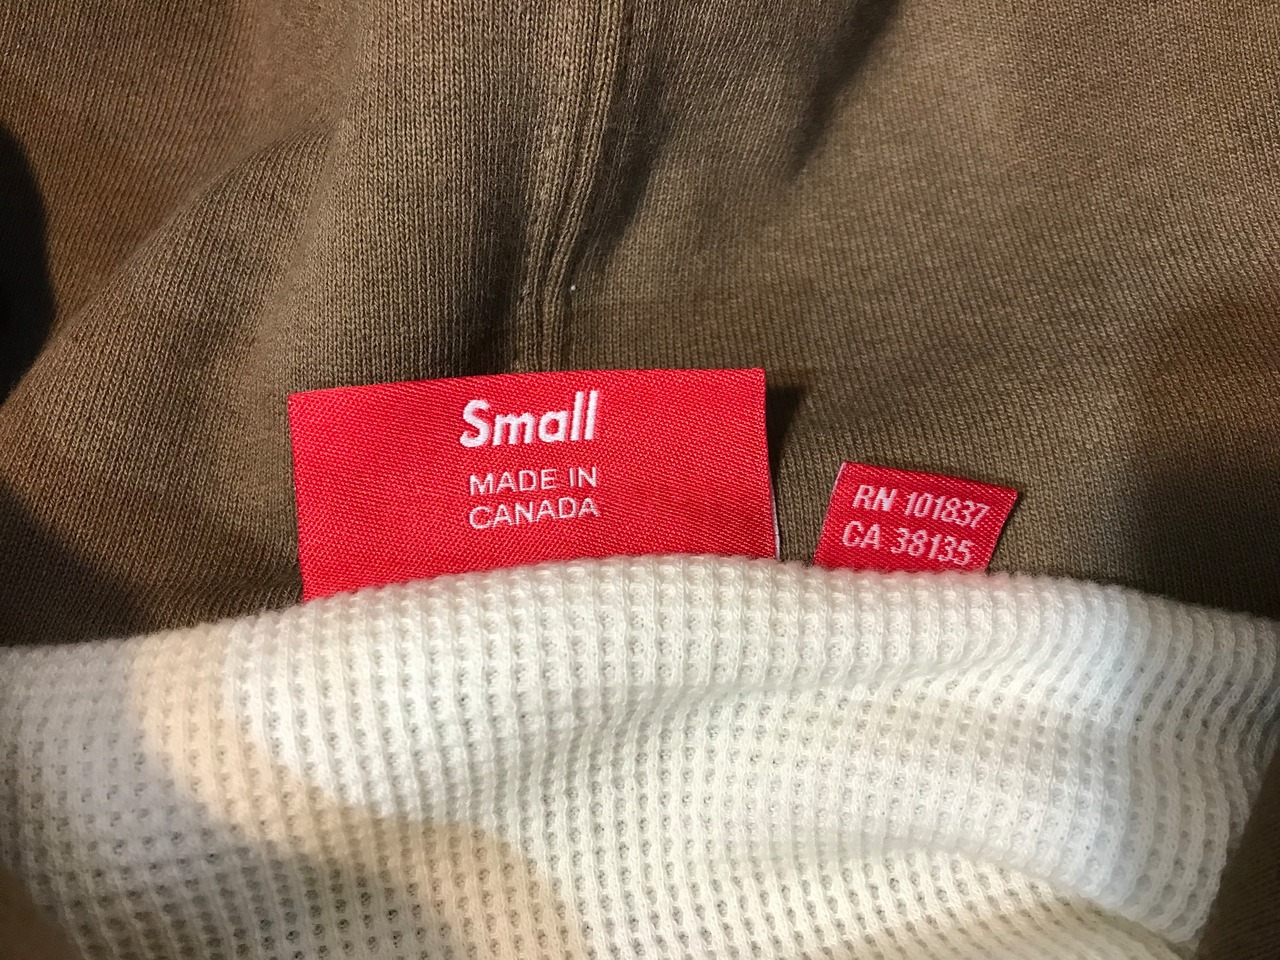 Small
MADE IN
CANADA
RN 101837
CA 38135